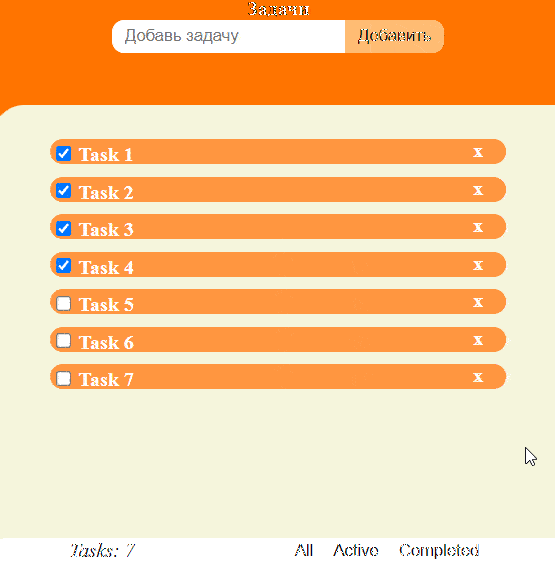 Задачи
Добавь задачу Добавить
Task 1 x
Task 2 x
Task 3 x
Task 4 x
Task 5 x
Task 6 x
Task 7 x
Tasks: 7 All Active Completed